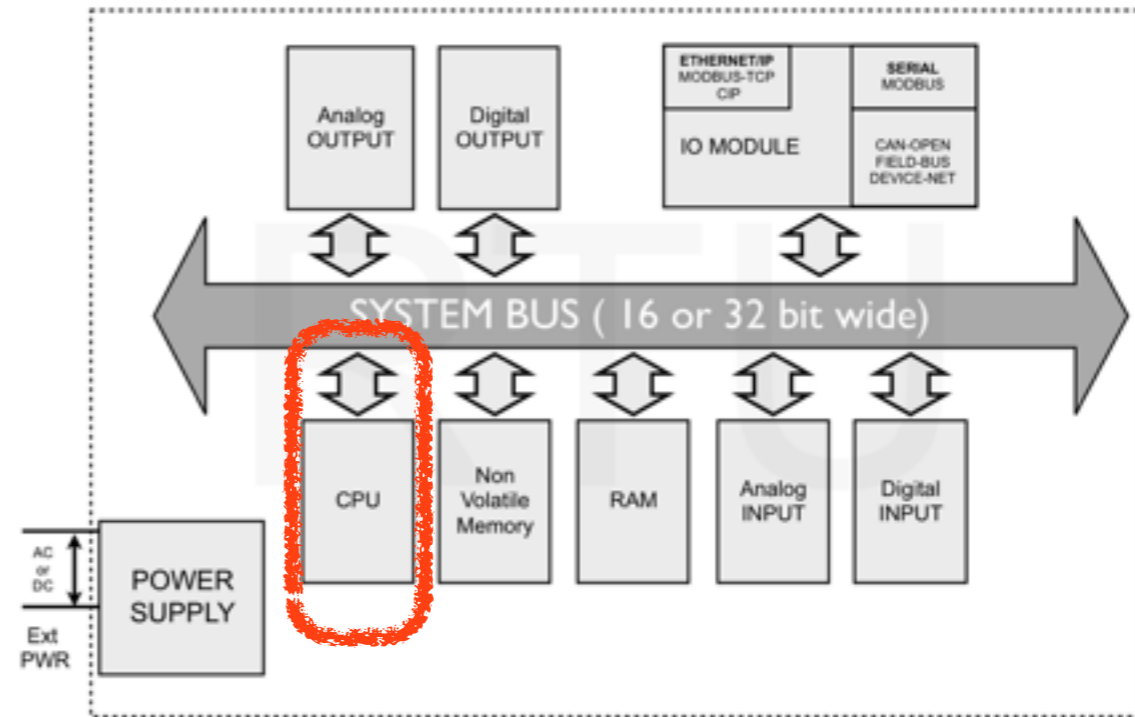 Analog
OUTPUT
Digital
OUTPUT
ETHERNET/IP
MODBUS-TCP
CIP
SERIAL
MODBUS
IO MODULE
CAN-OPEN
FIELD-BUS
DEVICE-NET
RTU
SYSTEM BUS ( 16 or 32 bit wide)
CPU
Non
Volatile
Memory
RAM
Analog
INPUT
Digital
INPUT
AC
or
DC
POWER
SUPPLY
Ext
PWR